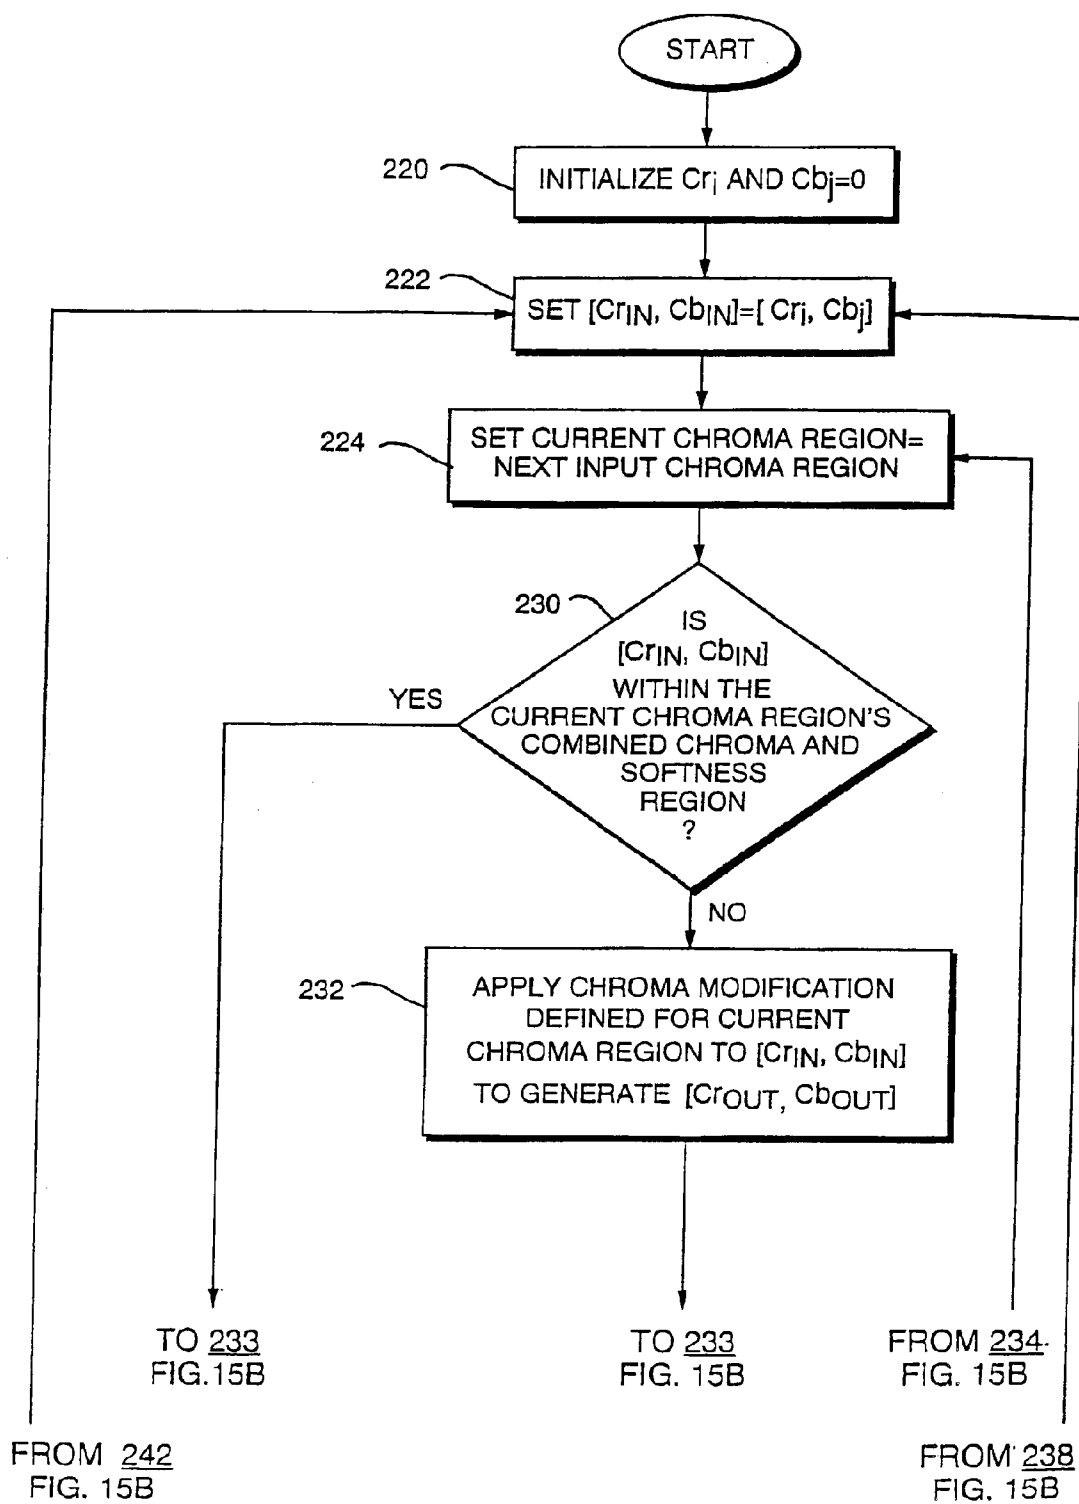 START
220
INITIALIZE Cri AND Cbj=0
222
SET [CrIN, CbIN]=[ Cri, Cbj]
224
SET CURRENT CHROMA REGION=
NEXT INPUT CHROMA REGION
230
IS
[CrIN, CbIN]
WITHIN THE
CURRENT CHROMA REGION'S
COMBINED CHROMA AND
SOFTNESS
REGION
?
YES
NO
232
APPLY CHROMA MODIFICATION
DEFINED FOR CURRENT
CHROMA REGION TO [CrIN, CbIN]
TO GENERATE [CrOUT, CbOUT]
TO 233
FIG.15B
TO 233
FIG. 15B
FROM 234
FIG. 15B
FROM 242
FIG. 15B
FROM 238
FIG. 15B